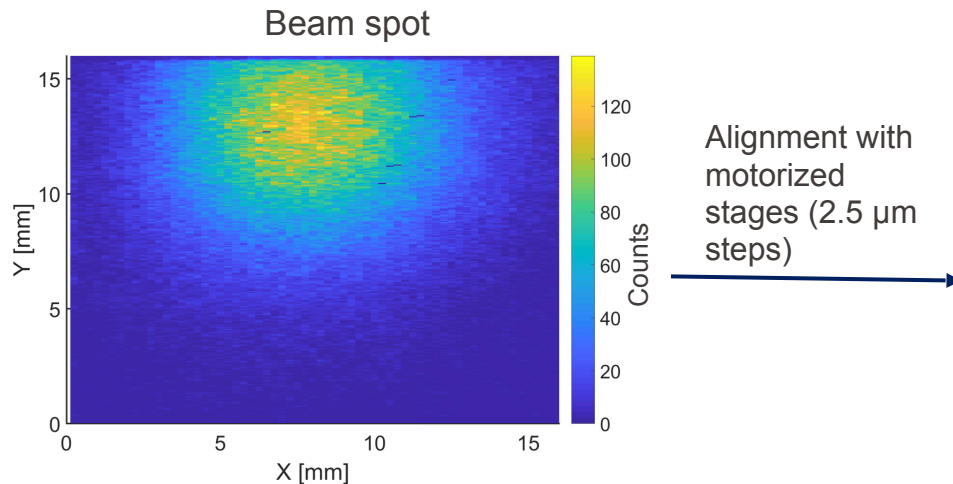 Beam spot
15
10
5
0
Y [mm]
0
5
10
15
X [mm]
120
100
80
60
40
20
0
Counts
Alignment with
motorized
stages (2.5 µm
steps)